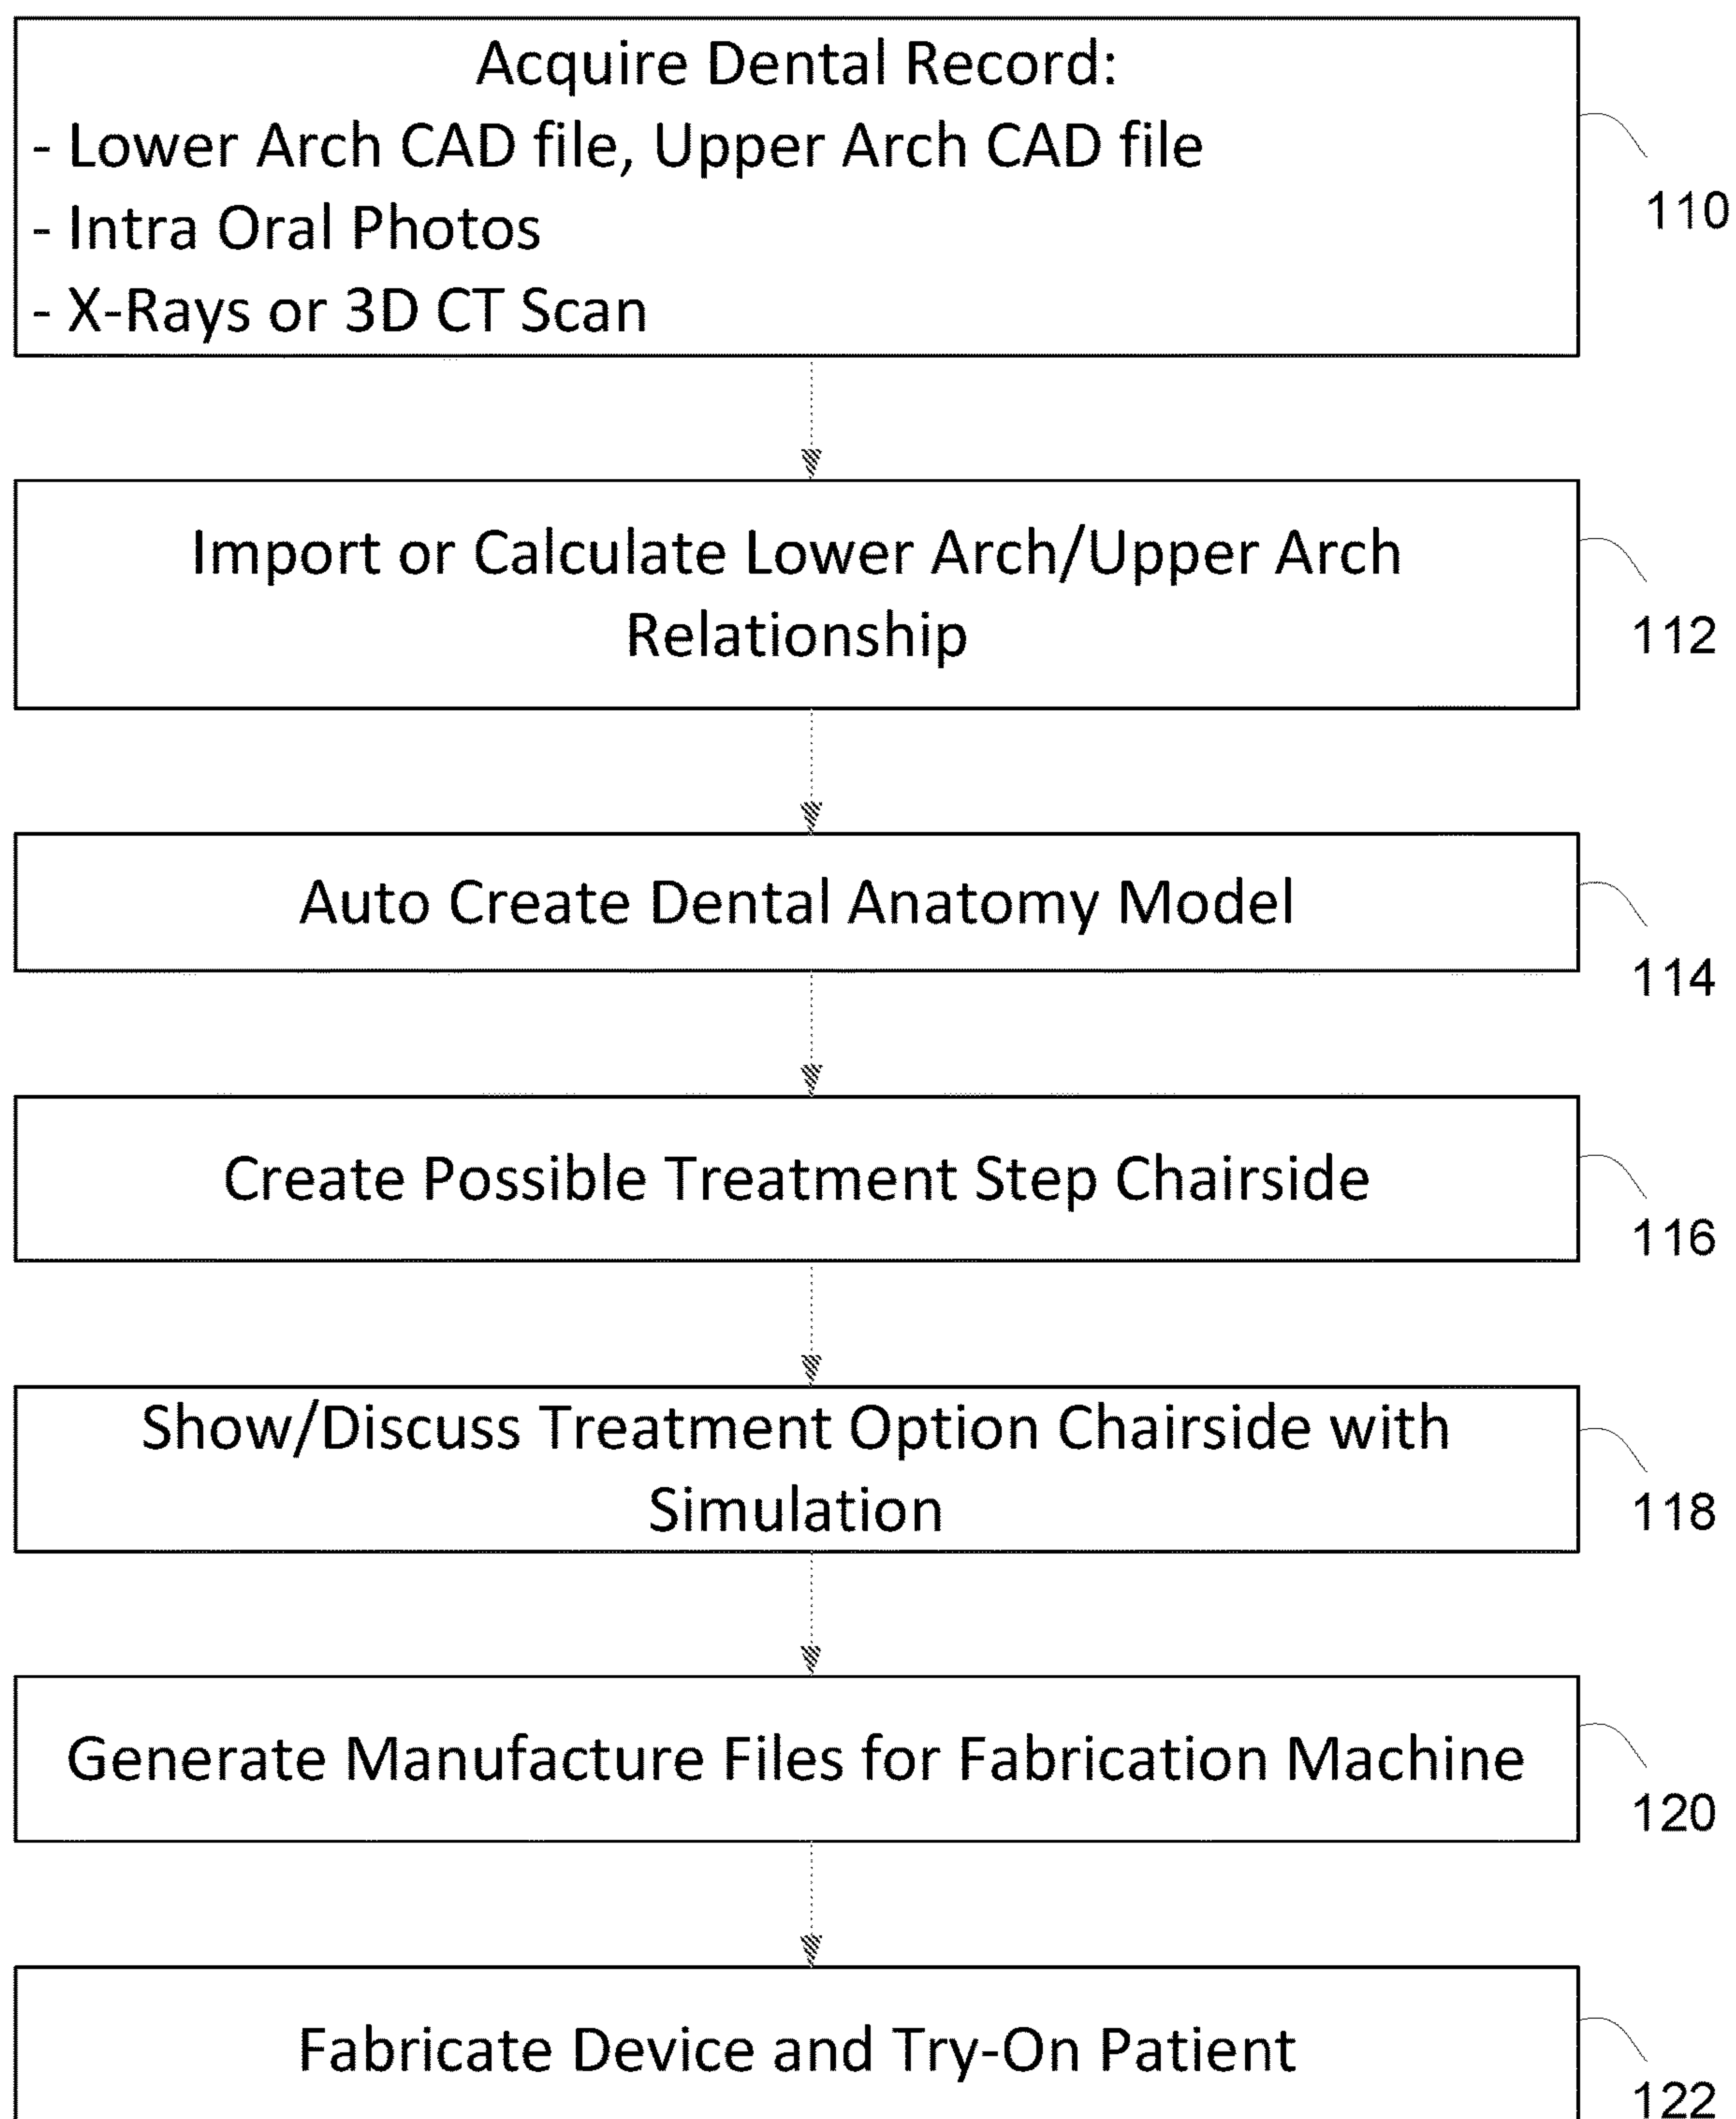 Acquire Dental Record:
- Lower Arch CAD file, Upper Arch CAD file
- Intra Oral Photos
- X-Rays or 3D CT Scan
110
Import or Calculate Lower Arch/Upper Arch
Relationship
112
Auto Create Dental Anatomy Model
114
Create Possible Treatment Step Chairside
116
Show/Discuss Treatment Option Chairside with
Simulation
118
Generate Manufacture Files for Fabrication Machine
120
Fabricate Device and Try-On Patient
122